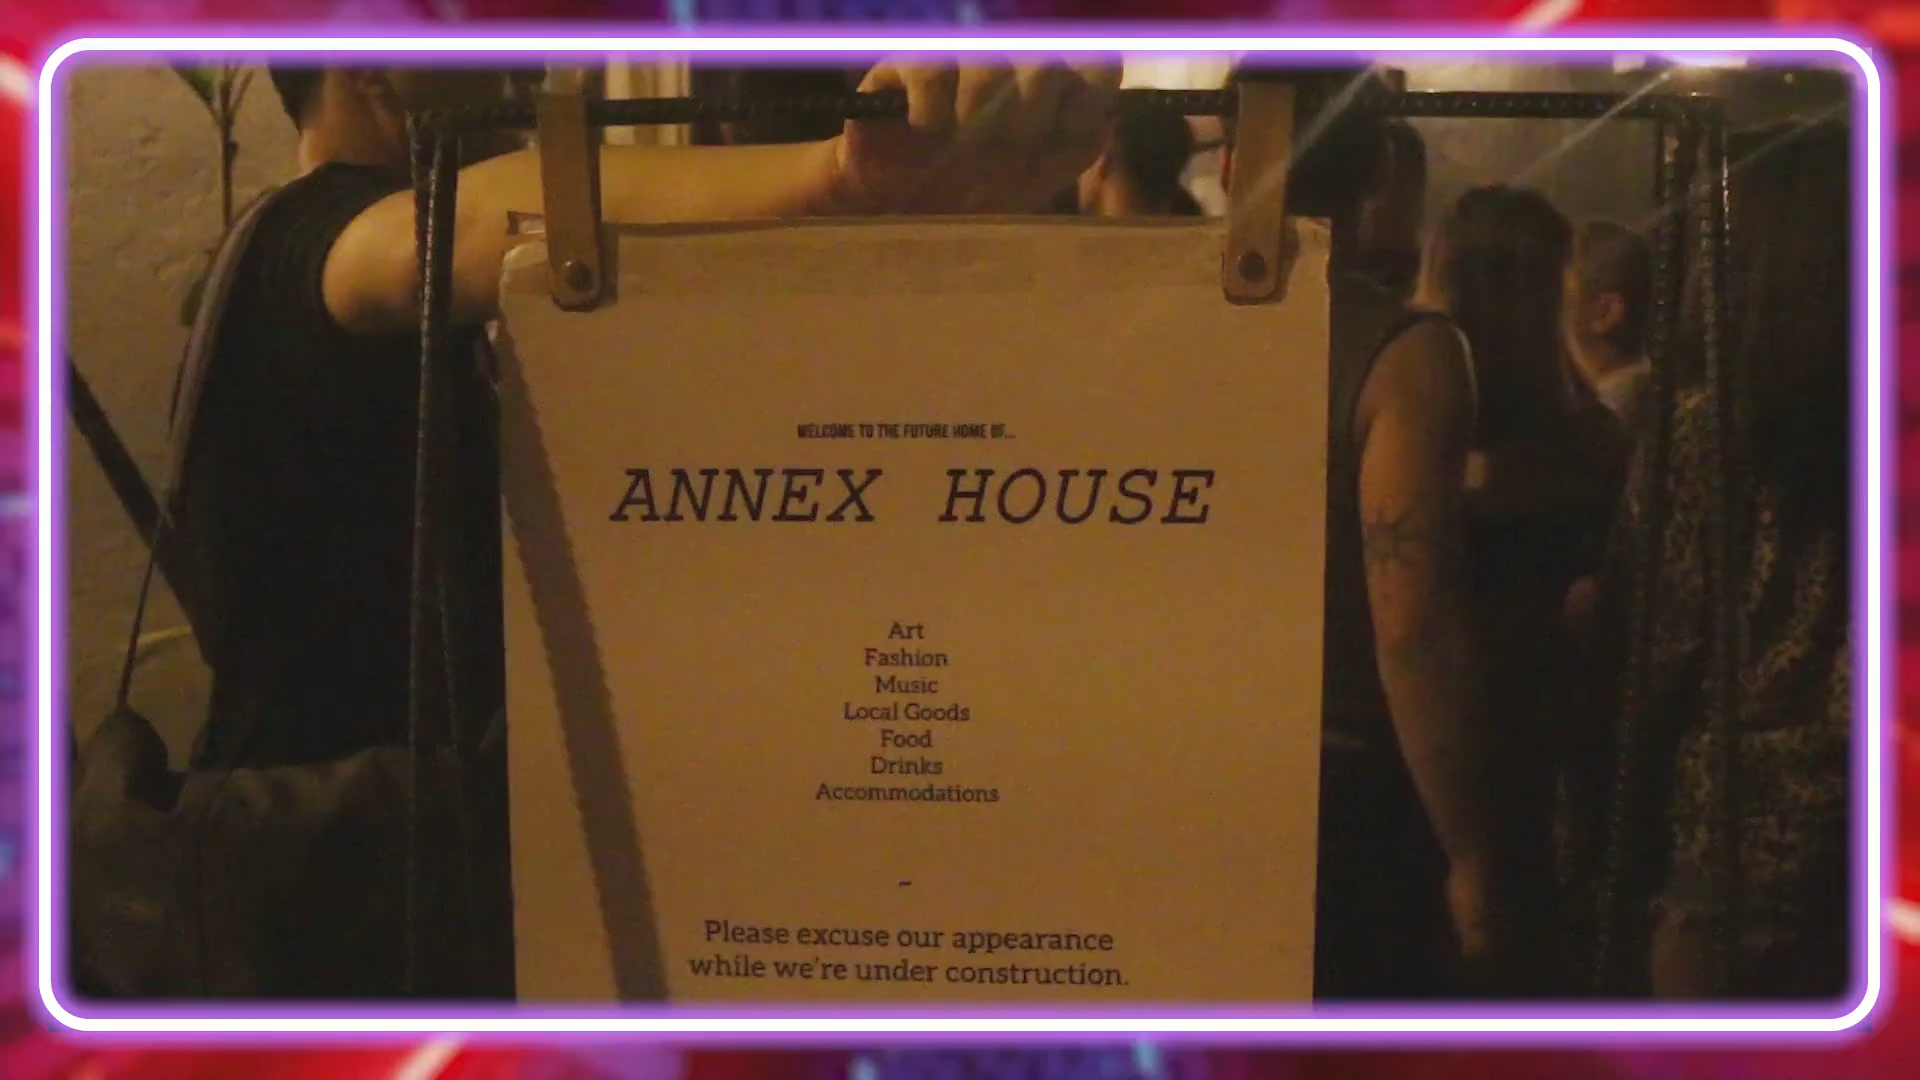 WELCOME TO THE FUTURE HOME OF...
ANNEX HOUSE
Art
Fashion
Music
Local Goods
Food
Drinks
Accommodations
~
Please excuse our appearance
while we're under construction.